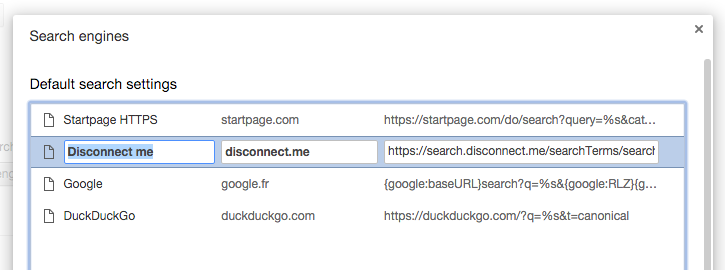 Search engines
Default search settings
Startpage HTTPS startpage.com https://startpage.com/do/search?query=%s&cat...
Disconnect me disconnect.me https://search.disconnect.me/searchTerms/search
Google google.fr {google:baseURL}search?q=%s&{google:RLZ}{g...
DuckDuckGo duckduckgo.com https://duckduckgo.com/?q=%s&t=canonical